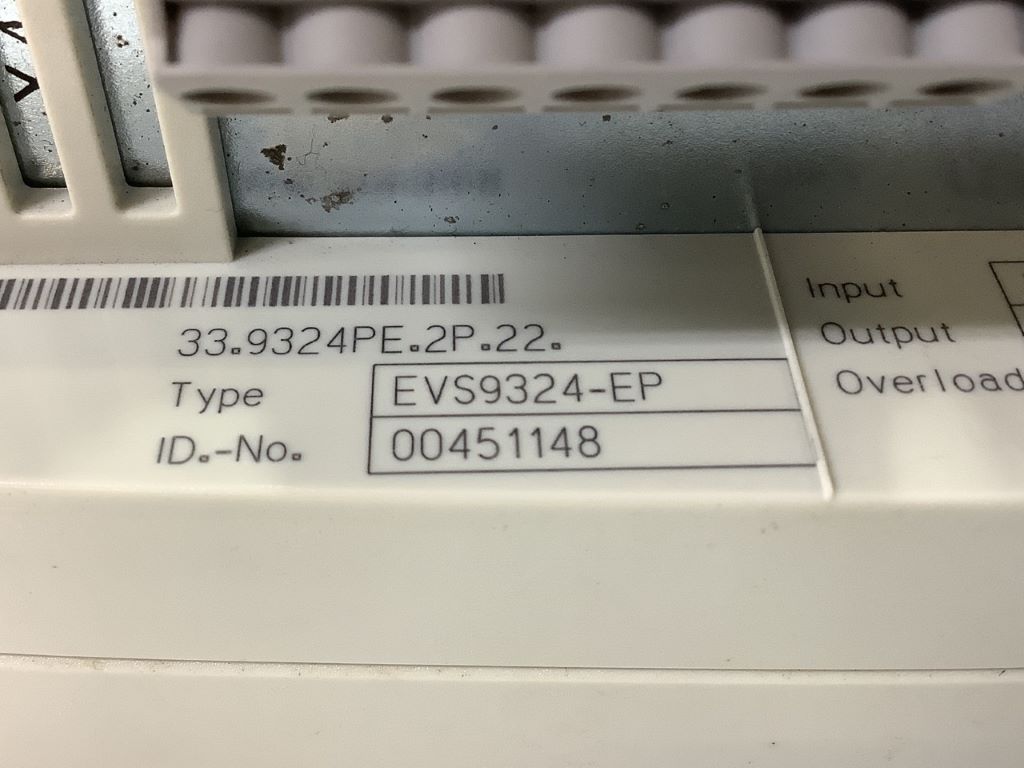 33.9324PE.2P.22.
Type EVS9324-EP
ID.-No. 00451148
Input
Output
Overload